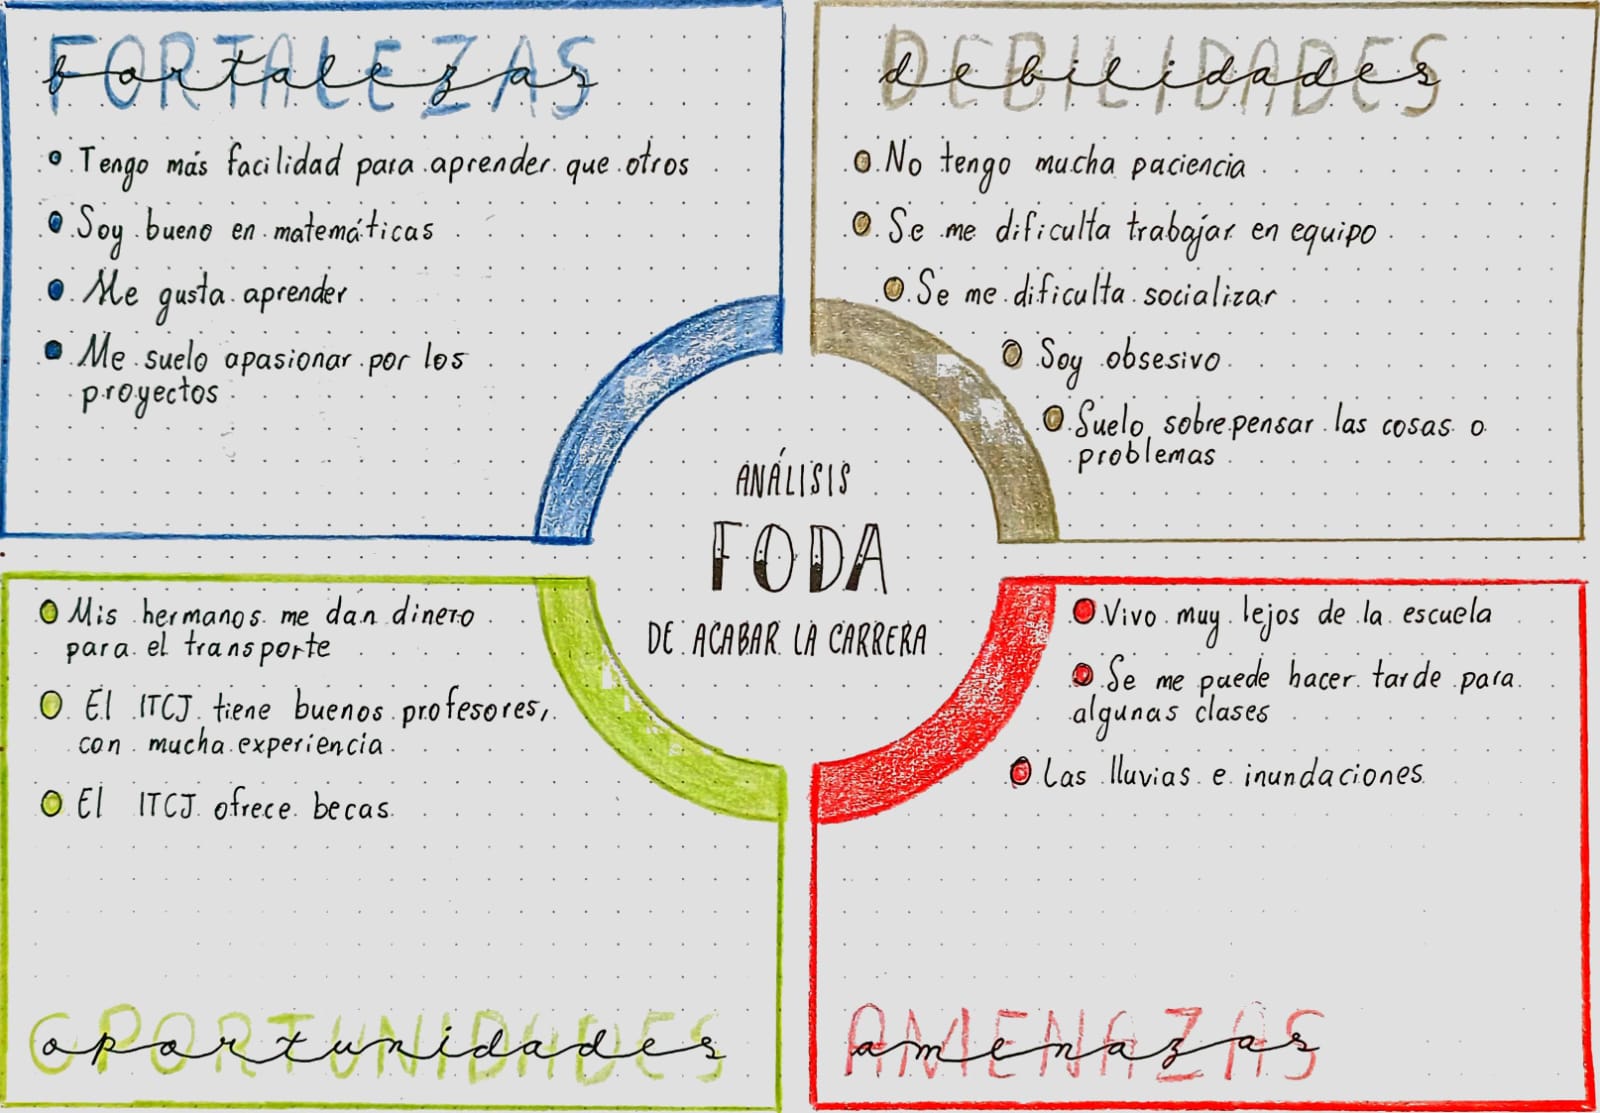 FORTALEZAS
fortalezas
Tengo más facilidad para aprender que otros
Soy bueno en matemáticas
Me gusta aprender
Me suelo apasionar por los
proyectos
DEBILIDADES
debilidades
No tengo mucha paciencia
Se me dificulta trabajar en equipo
Se me dificulta socializar
Soy obsesivo
Suelo sobrepensar las cosas o
problemas
ANÁLISIS
FODA
DE ACABAR LA CARRERA
Mis hermanos me dan dinero
para el transporte
El ITCJ tiene buenos profesores,
con mucha experiencia
El ITCJ ofrece becas
OPORTUNIDADES
oportunidades
Vivo muy lejos de la escuela
Se me puede hacer tarde para
algunas clases
Las lluvias e inundaciones
AMENAZAS
amenazas